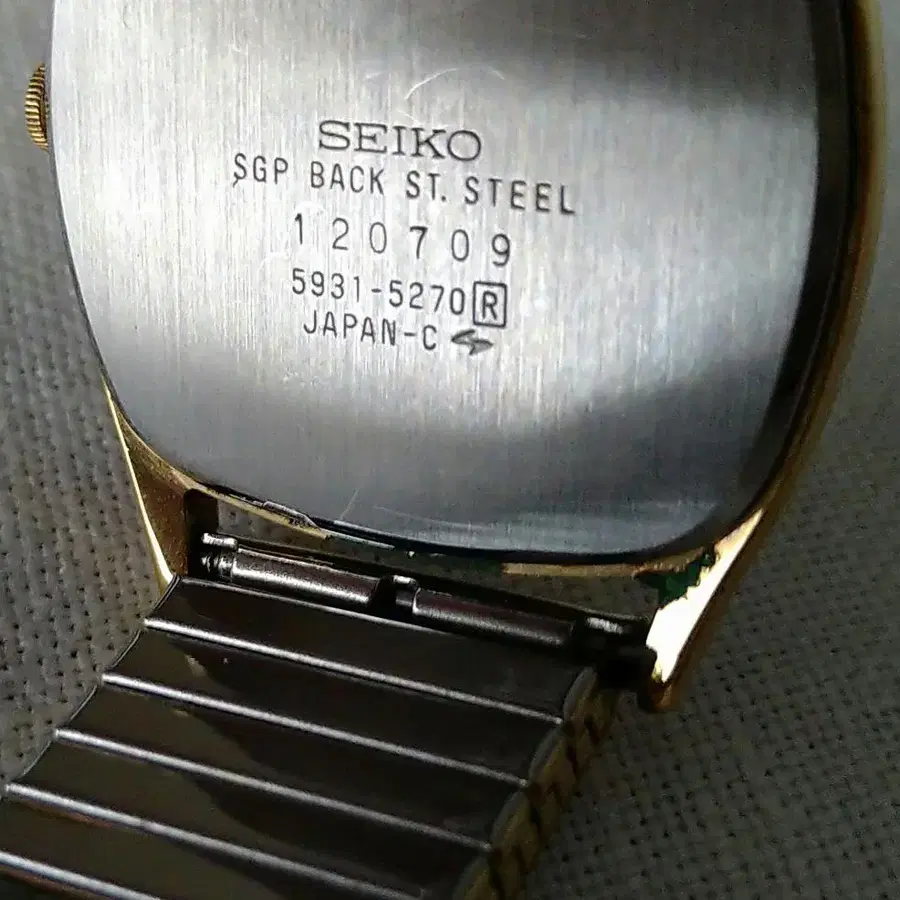 SEIKO
SGP BACK ST. STEEL
120709
5931-5270 R
JAPAN-C